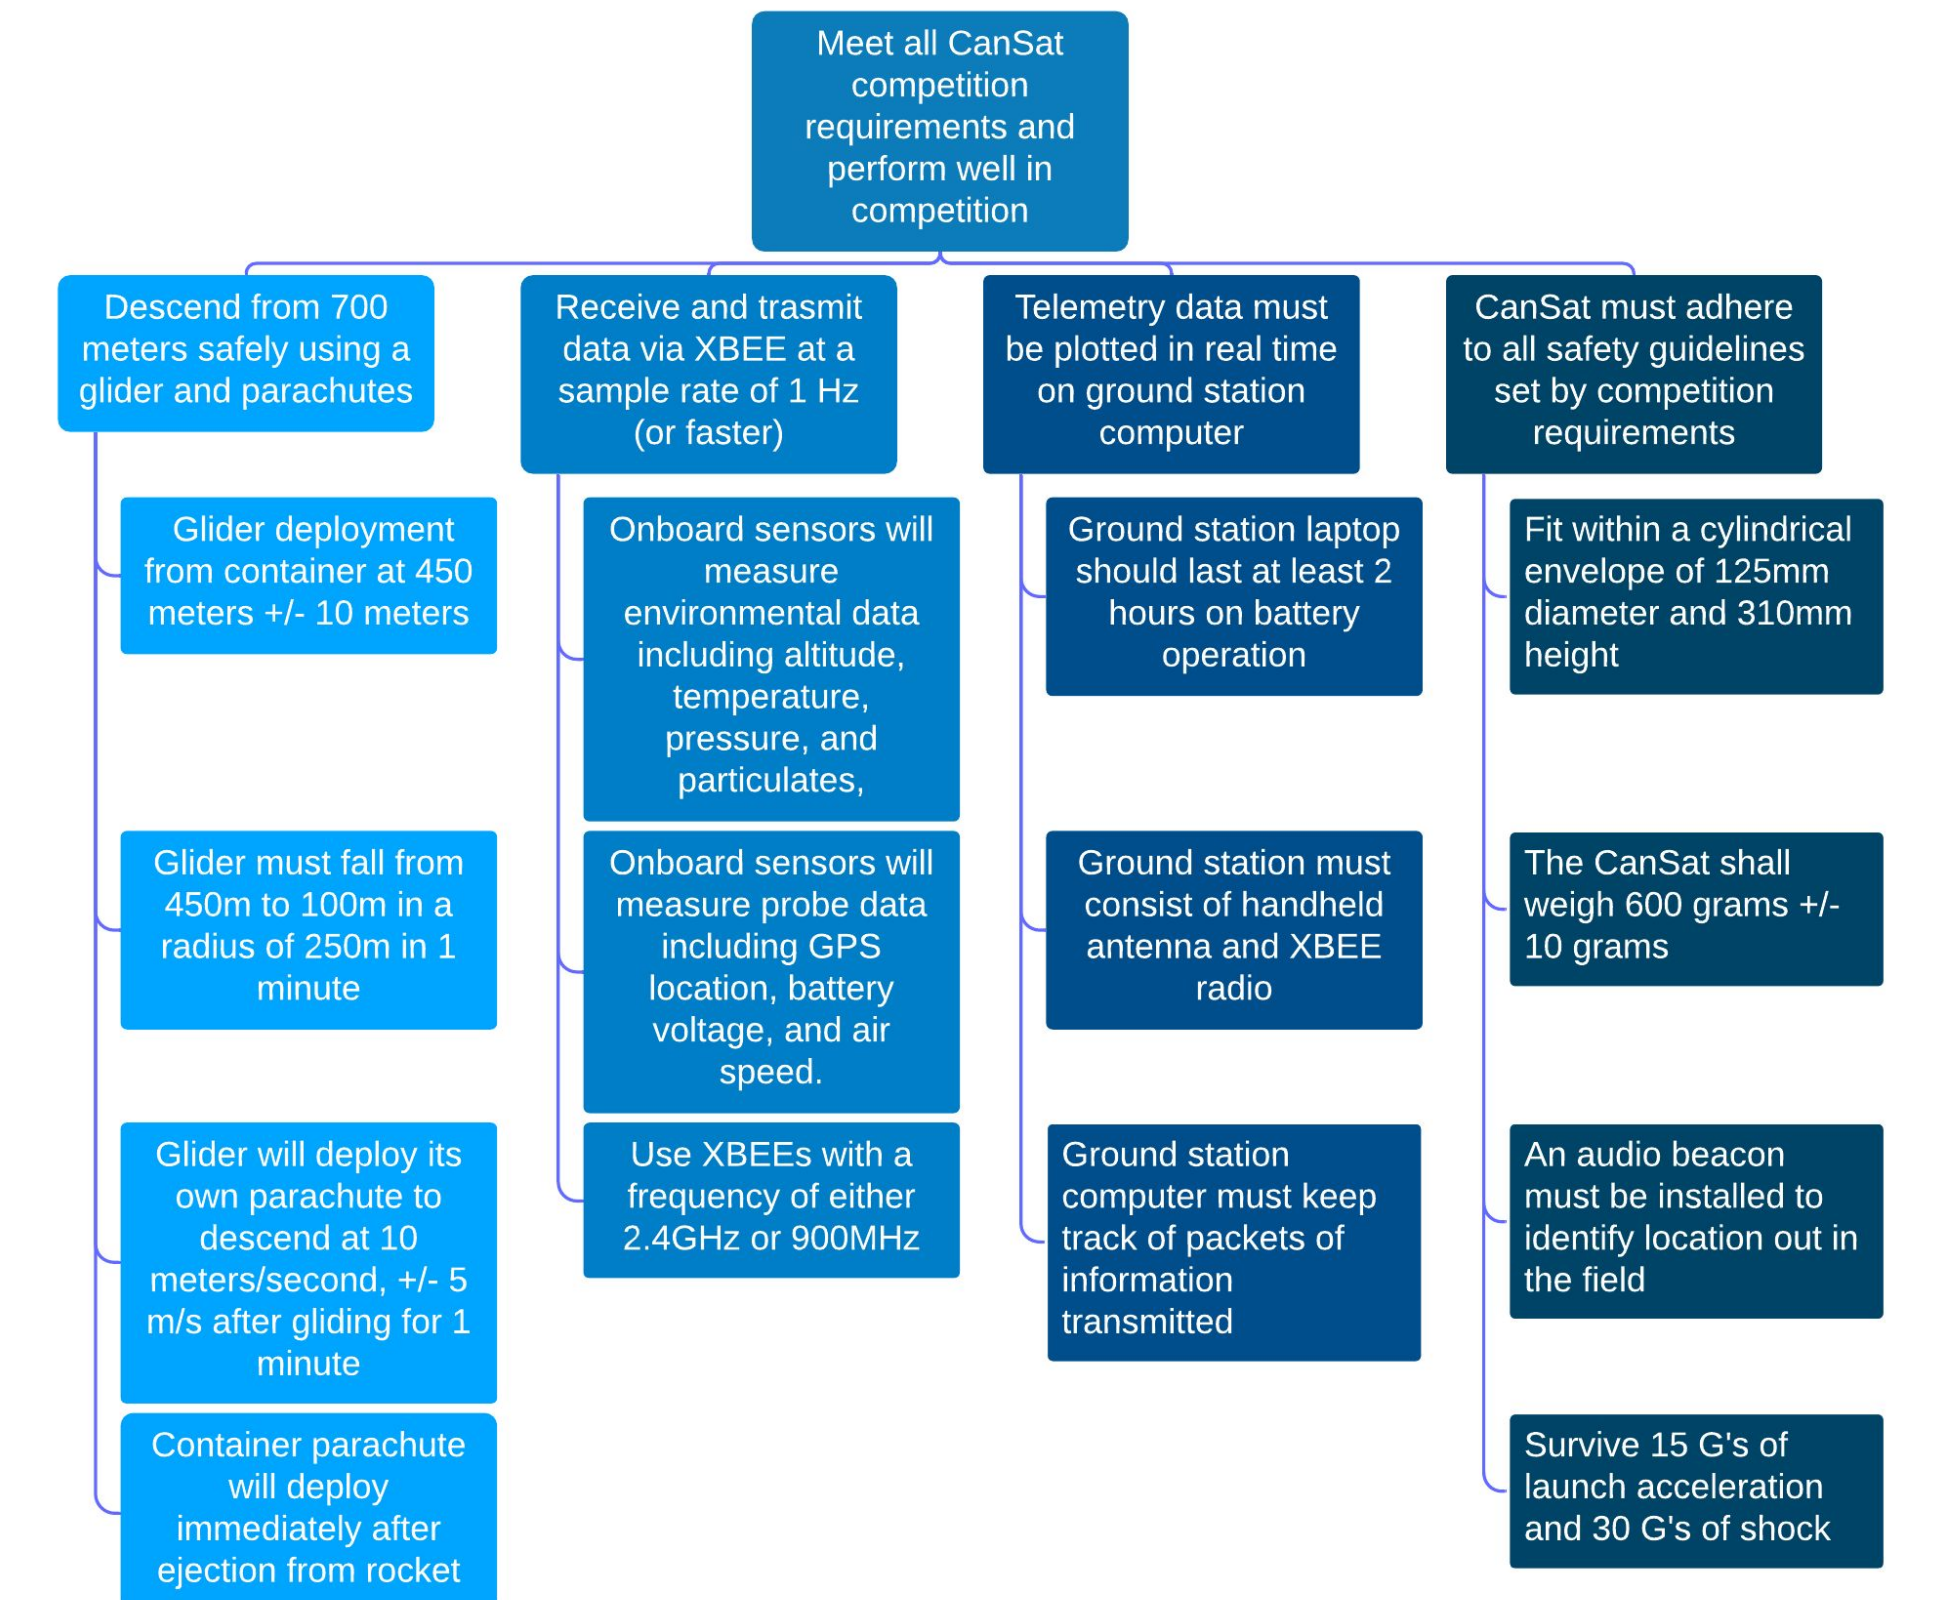 Meet all CanSat
competition
requirements and
perform well in
competition
Descend from 700
meters safely using a
glider and parachutes
Glider deployment
from container at 450
meters +/- 10 meters
Glider must fall from
450m to 100m in a
radius of 250m in 1
minute
Glider will deploy its
own parachute to
descend at 10
meters/second, +/- 5
m/s after gliding for 1
minute
Container parachute
will deploy
immediately after
ejection from rocket
Receive and trasmit
data via XBEE at a
sample rate of 1 Hz
(or faster)
Onboard sensors will
measure
environmental data
including altitude,
temperature,
pressure, and
particulates,
Onboard sensors will
measure probe data
including GPS
location, battery
voltage, and air
speed.
Use XBEEs with a
frequency of either
2.4GHz or 900MHz
Telemetry data must
be plotted in real time
on ground station
computer
Ground station laptop
should last at least 2
hours on battery
operation
Ground station must
consist of handheld
antenna and XBEE
radio
Ground station
computer must keep
track of packets of
information
transmitted
CanSat must adhere
to all safety guidelines
set by competition
requirements
Fit within a cylindrical
envelope of 125mm
diameter and 310mm
height
The CanSat shall
weigh 600 grams +/-
10 grams
An audio beacon
must be installed to
identify location out in
the field
Survive 15 G's of
launch acceleration
and 30 G's of shock